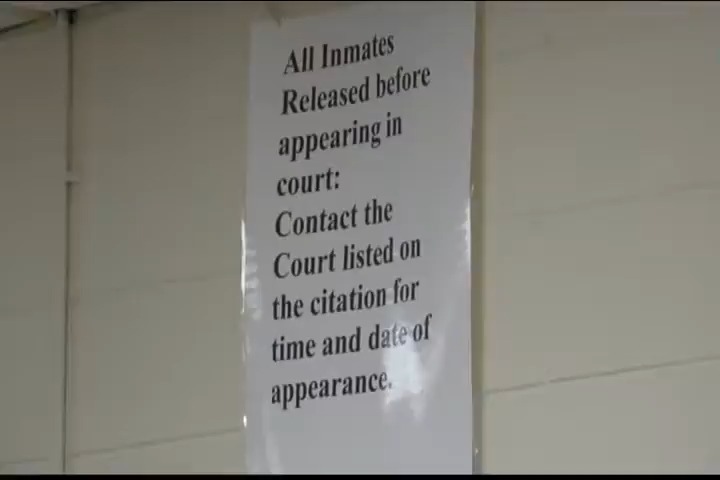 All Inmates
Released before
appearing in
court:
Contact the
Court listed on
the citation for
time and date of
appearance.